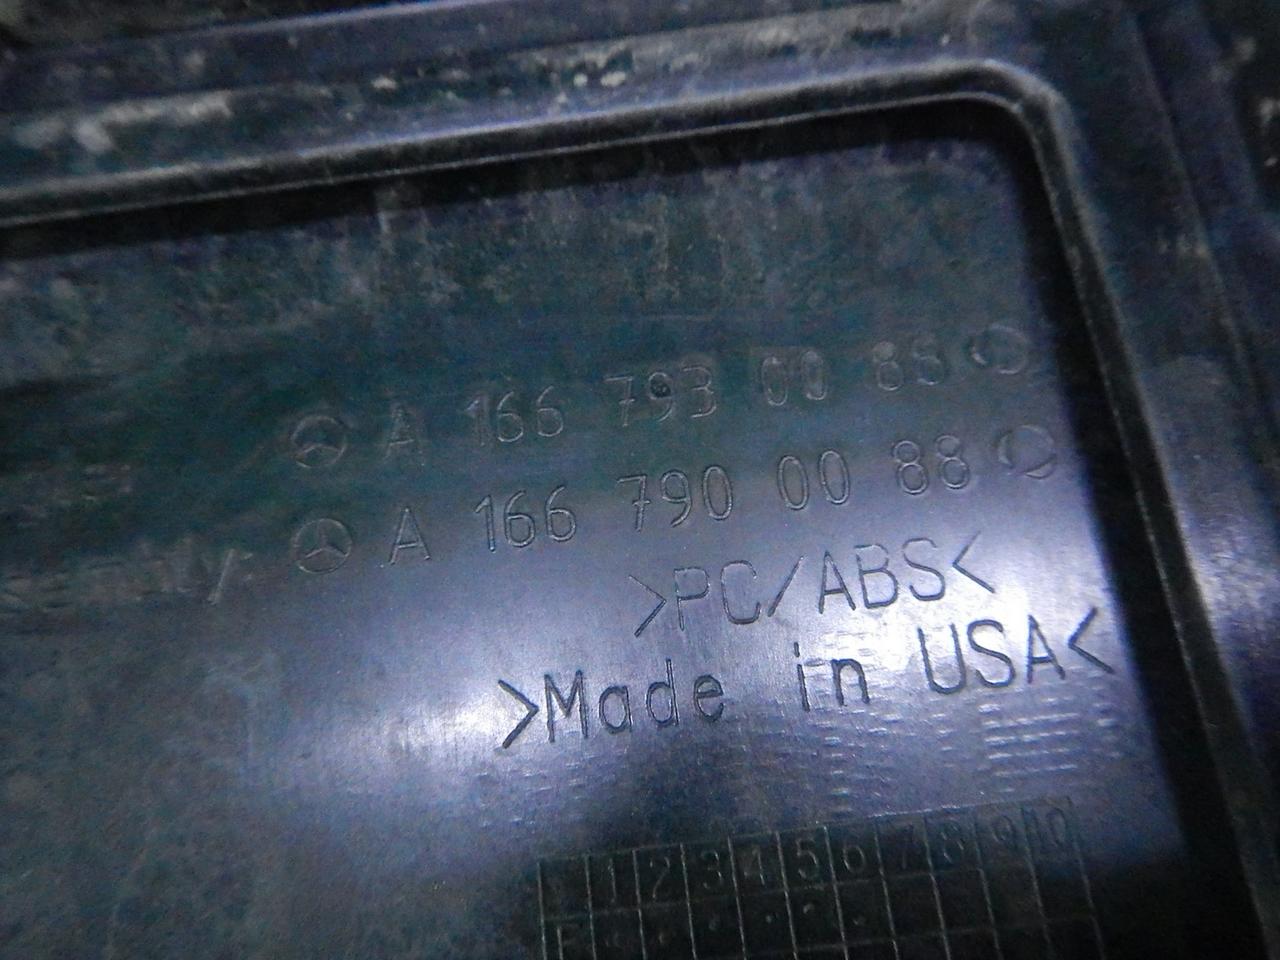 A 166 793 00 88
A 166 790 00 88
>PC/ABS<
>Made in USA<
1 2 3 4 5 6 7 8 9 10